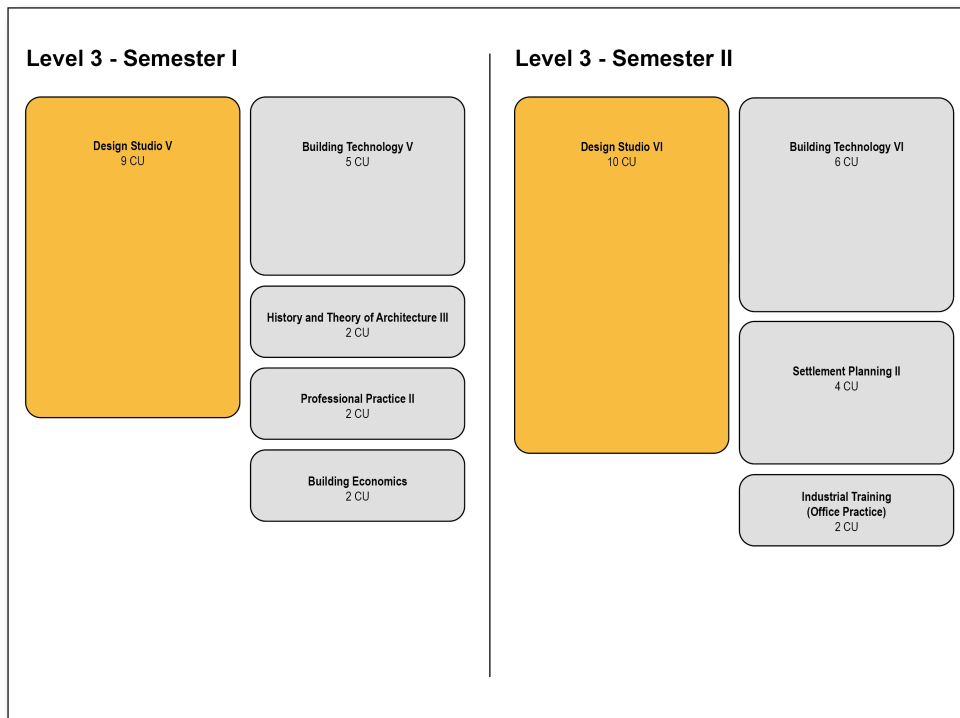 Level 3 - Semester I
Design Studio V
9 CU
Building Technology V
5 CU
History and Theory of Architecture III
2 CU
Professional Practice II
2 CU
Building Economics
2 CU
Level 3 - Semester II
Design Studio VI
10 CU
Building Technology VI
6 CU
Settlement Planning II
4 CU
Industrial Training
(Office Practice)
2 CU